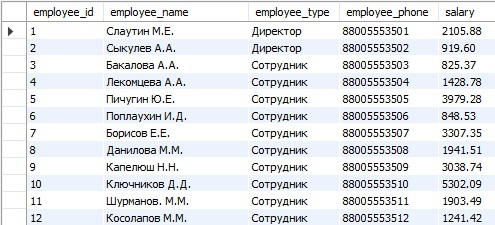 employee_id employee_name employee_type employee_phone salary
1 Слаутин М.Е. Директор 88005553501 2105.88
2 Сыкулев А.А. Директор 88005553502 919.60
3 Бакалова А.А. Сотрудник 88005553503 825.37
4 Лекомцева А.А. Сотрудник 88005553504 1428.78
5 Пичугин Ю.Е. Сотрудник 88005553505 3979.28
6 Поплаухин И.Д. Сотрудник 88005553506 848.53
7 Борисов Е.Е. Сотрудник 88005553507 3307.35
8 Данилова М.М. Сотрудник 88005553508 1941.51
9 Капелюш Н.Н. Сотрудник 88005553509 3038.74
10 Ключников Д.Д. Сотрудник 88005553510 5302.09
11 Шурманов. М.М. Сотрудник 88005553511 1903.49
12 Косолапов М.М. Сотрудник 88005553512 1241.42